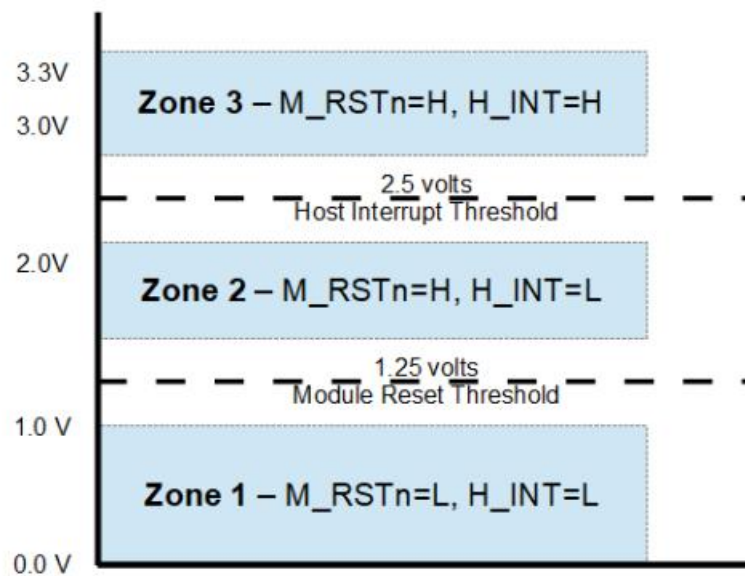 3.3V
Zone 3 – M_RSTn=H, H_INT=H
3.0V
2.5 volts
Host Interrupt Threshold
2.0V
Zone 2 – M_RSTn=H, H_INT=L
1.25 volts
Module Reset Threshold
1.0 V
Zone 1 – M_RSTn=L, H_INT=L
0.0 V